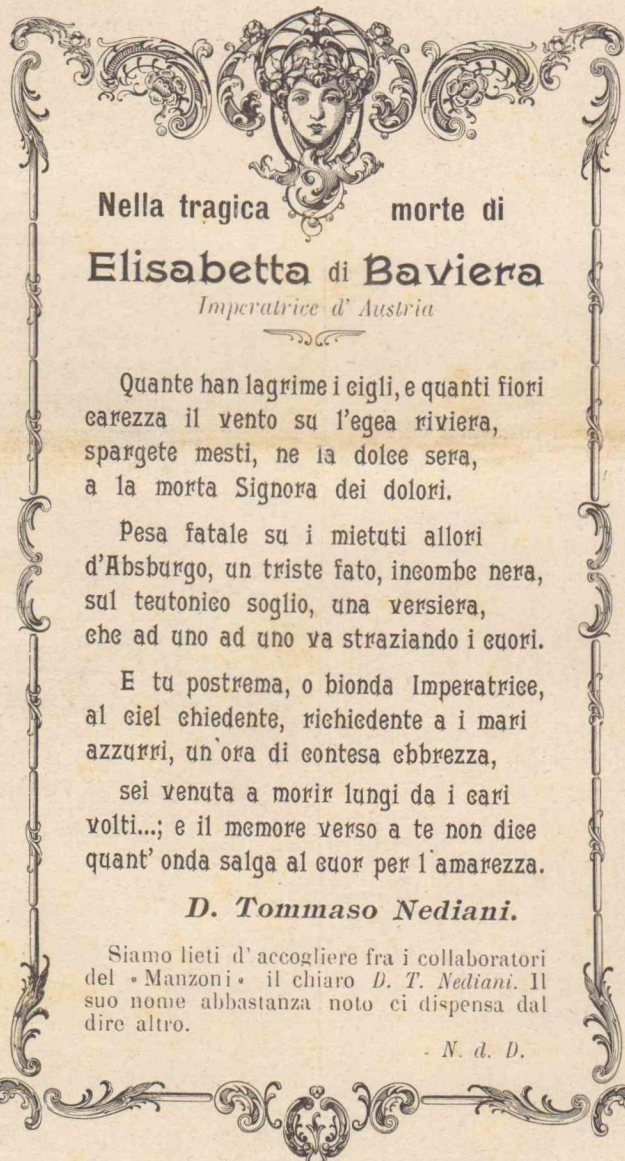 Nella tragica morte di
Elisabetta di Baviera
Imperatrice d' Austria
Quante han lagrime i cigli, e quanti fiori
carezza il vento su l'egea riviera,
spargete mesti, ne la dolce sera,
a la morta Signora dei dolori.
Pesa fatale su i mietuti allori
d'Absburgo, un triste fato, incombe nera,
sul teutonico soglio, una versiera,
che ad uno ad uno va straziando i cuori.
E tu postrema, o bionda Imperatrice,
al ciel chiedente, richiedente a i mari
azzurri, un'ora di contesa ebbrezza,
sei venuta a morir lungi da i cari
volti...; e il memore verso a te non dice
quant' onda salga al cuor per l'amarezza.
D. Tommaso Nediani.
Siamo lieti d' accogliere fra i collaboratori
del «Manzoni» il chiaro D. T. Nediani. Il
suo nome abbastanza noto ci dispensa dal
dire altro.
N. d. D.